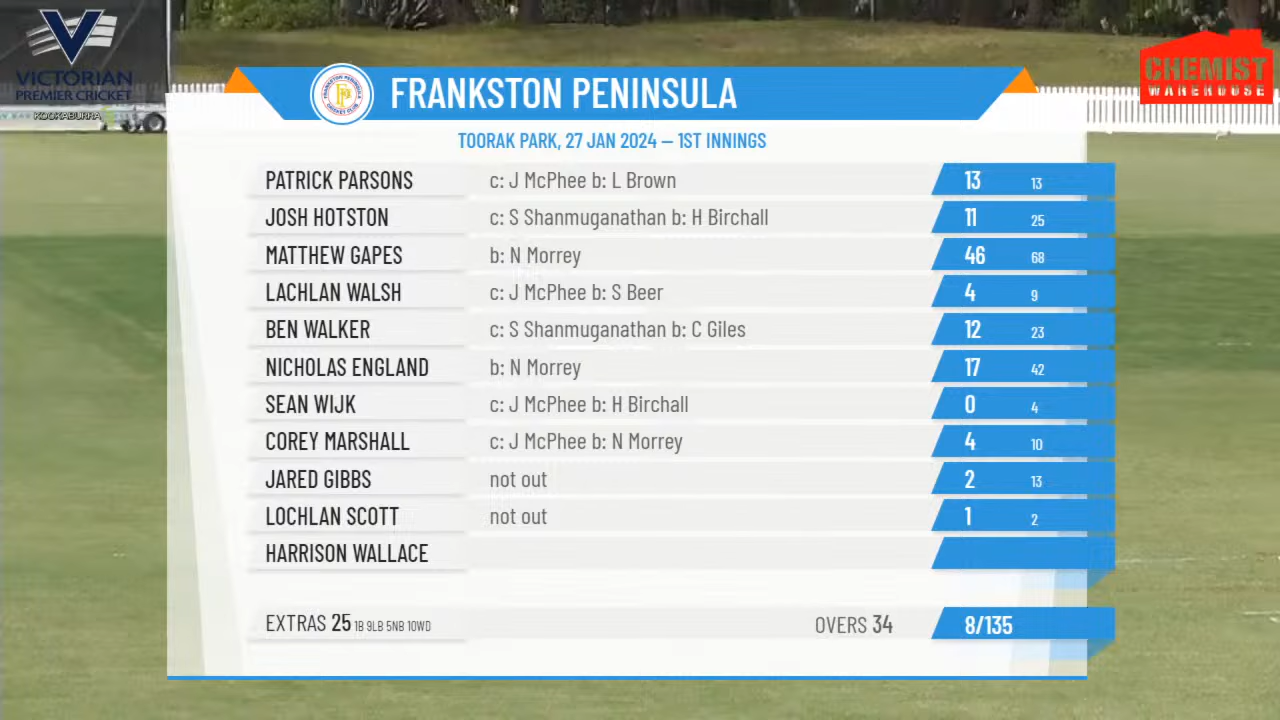 VICTORIAN
PREMIER CRICKET
KOOKABURRA
CHEMIST
WAREHOUSE
FRANKSTON PENINSULA
TOORAK PARK, 27 JAN 2024 – 1ST INNINGS
PATRICK PARSONS c: J McPhee b: L Brown 13 13
JOSH HOTSTON c: S Shanmuganathan b: H Birchall 11 25
MATTHEW GAPES b: N Morrey 46 68
LACHLAN WALSH c: J McPhee b: S Beer 4 9
BEN WALKER c: S Shanmuganathan b: C Giles 12 23
NICHOLAS ENGLAND b: N Morrey 17 42
SEAN WIJK c: J McPhee b: H Birchall 0 4
COREY MARSHALL c: J McPhee b: N Morrey 4 10
JARED GIBBS not out 2 13
LOCHLAN SCOTT not out 1 2
HARRISON WALLACE
EXTRAS 25 1B 9LB 5NB 10WD OVERS 34 8/135